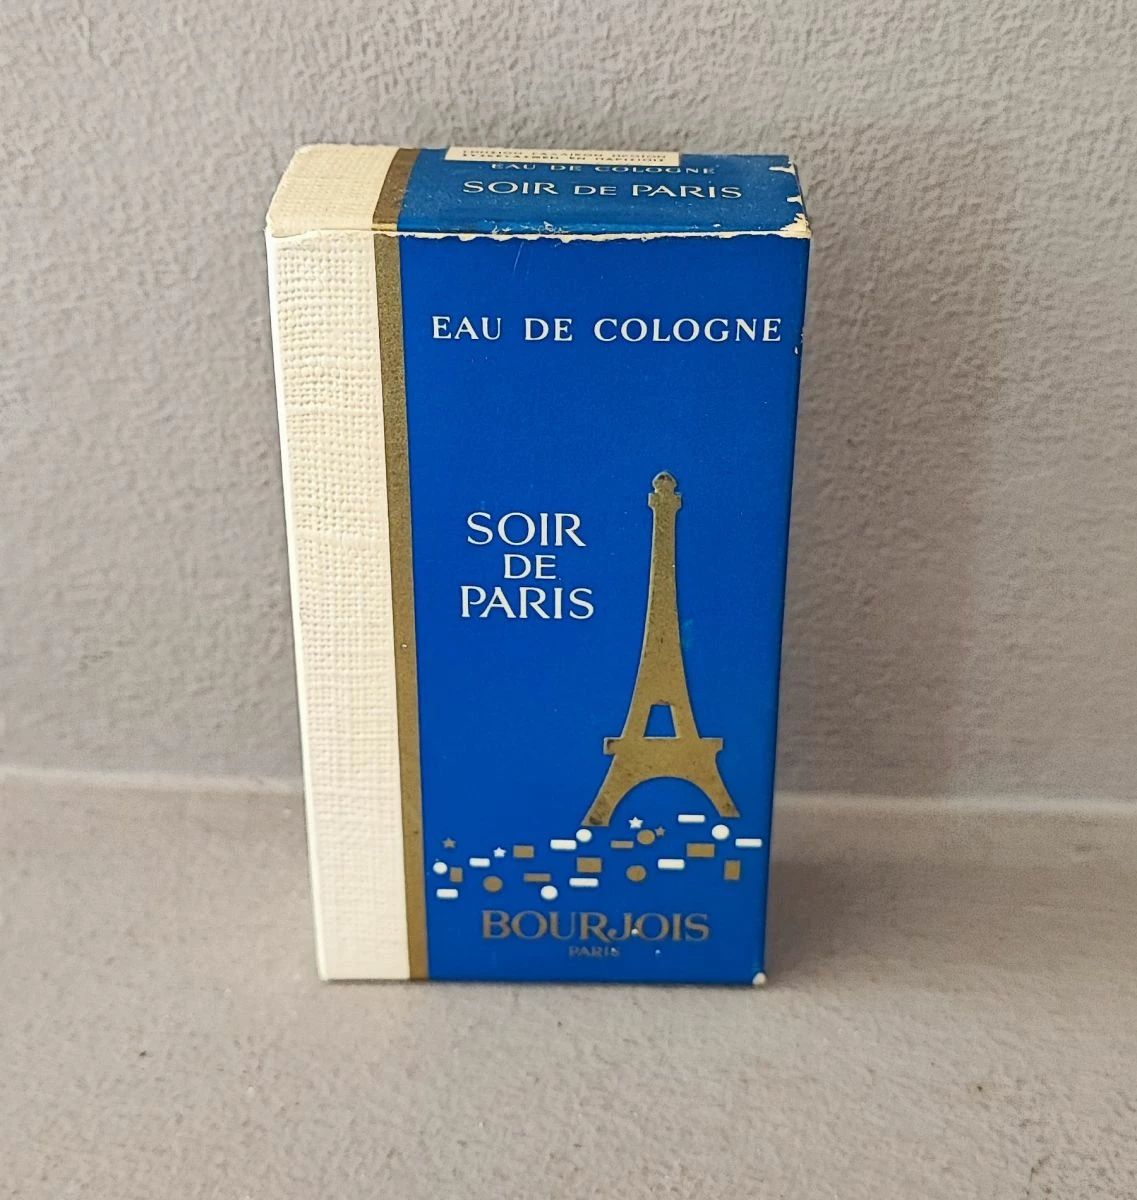 EAU DE COLOGNE
SOIR DE PARIS
EAU DE COLOGNE
SOIR
DE
PARIS
BOURJOIS
PARIS